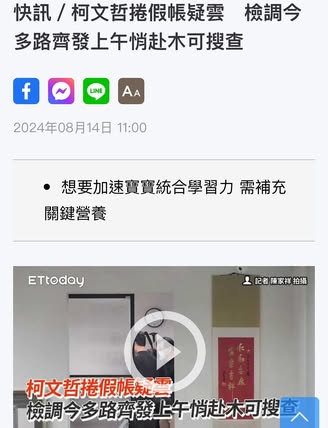 快訊／柯文哲捲假帳疑雲　檢調今
多路齊發上午悄赴木可搜查
LINE
AA
2024年08月14日 11:00
• 想要加速寶寶統合學習力 需補充
關鍵營養
ETtoday
記者 陳家祥 拍攝
柯文哲捲假帳疑雲
檢調今多路齊發上午悄赴木可搜查